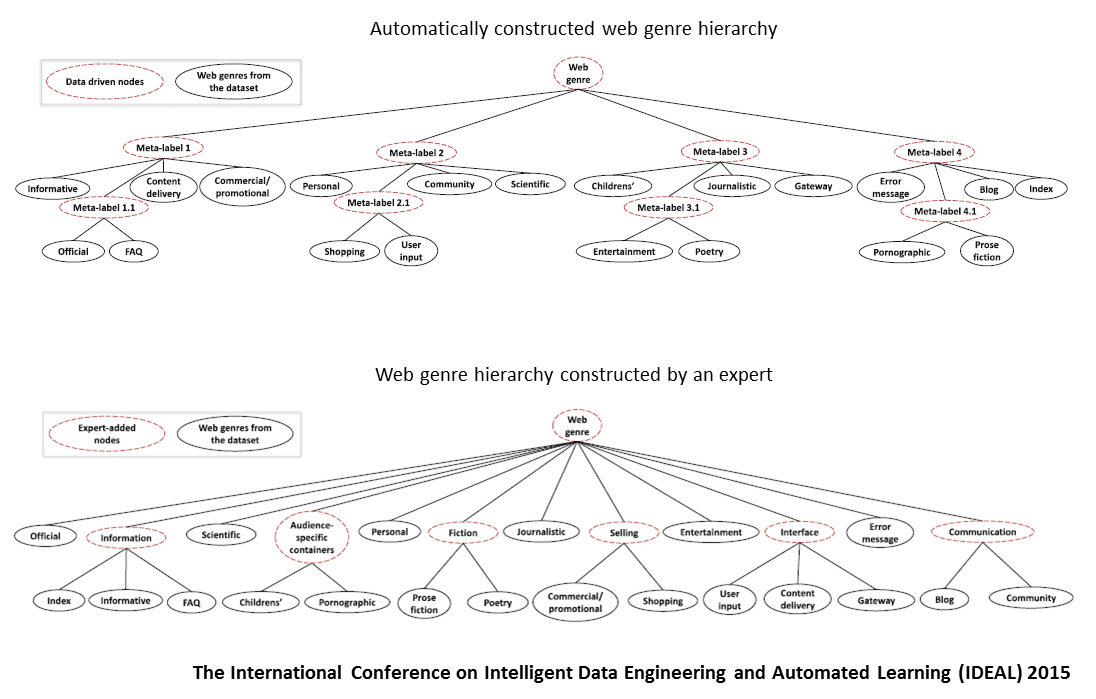 Automatically constructed web genre hierarchy
Data driven nodes
Web genres from
the dataset
Web
genre
Meta-label 1
Meta-label 2
Meta-label 3
Meta-label 4
Informative
Content
delivery
Commercial/
promotional
Personal
Community
Scientific
Childrens’
Journalistic
Gateway
Error
message
Blog
Index
Meta-label 1.1
Meta-label 2.1
Meta-label 3.1
Meta-label 4.1
Official
FAQ
Shopping
User
input
Entertainment
Poetry
Pornographic
Prose
fiction
Web genre hierarchy constructed by an expert
Expert-added
nodes
Web genres from
the dataset
Web
genre
Official
Information
Scientific
Audience-
specific
containers
Personal
Fiction
Journalistic
Selling
Entertainment
Interface
Error
message
Communication
Index
Informative
FAQ
Childrens’
Pornographic
Prose
fiction
Poetry
Commercial/
promotional
Shopping
User
input
Content
delivery
Gateway
Blog
Community
The International Conference on Intelligent Data Engineering and Automated Learning (IDEAL) 2015